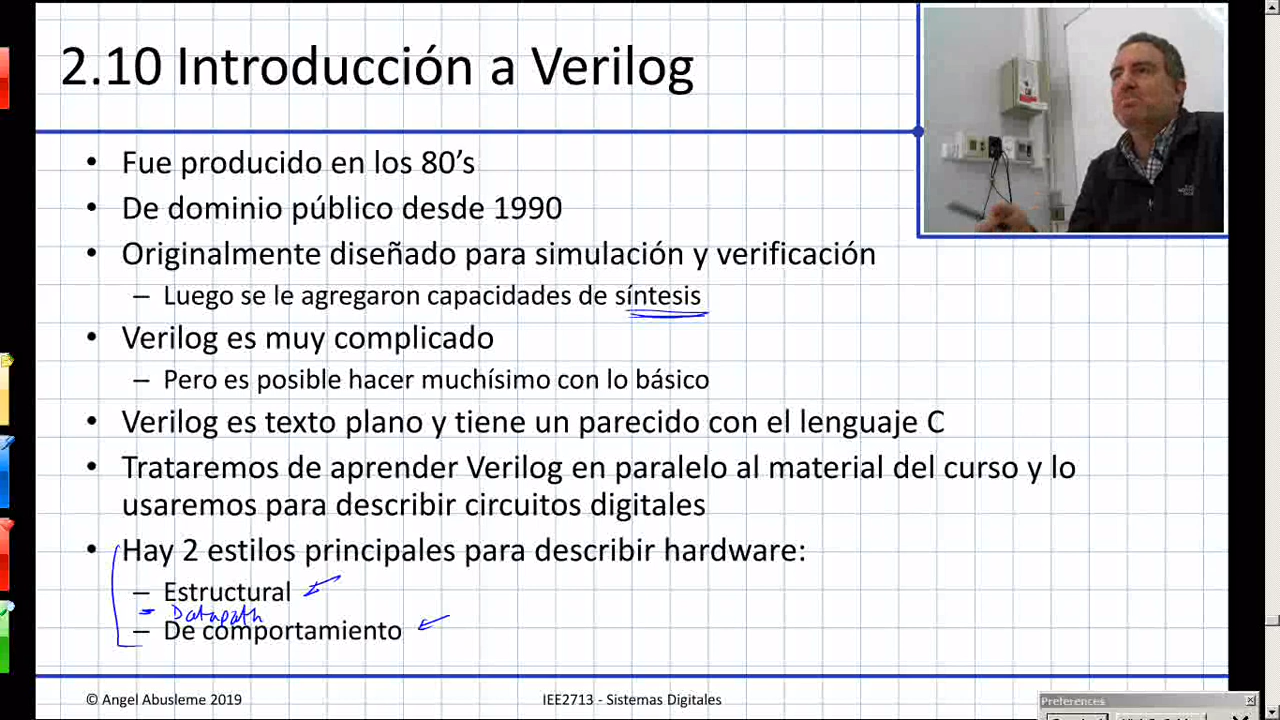 2.10 Introducción a Verilog
• Fue producido en los 80’s
• De dominio público desde 1990
• Originalmente diseñado para simulación y verificación
– Luego se le agregaron capacidades de síntesis
• Verilog es muy complicado
– Pero es posible hacer muchísimo con lo básico
• Verilog es texto plano y tiene un parecido con el lenguaje C
• Trataremos de aprender Verilog en paralelo al material del curso y lo
usaremos para describir circuitos digitales
• Hay 2 estilos principales para describir hardware:
– Estructural
– Datapath
– De comportamiento
© Angel Abusleme 2019
IEE2713 - Sistemas Digitales
Preferences